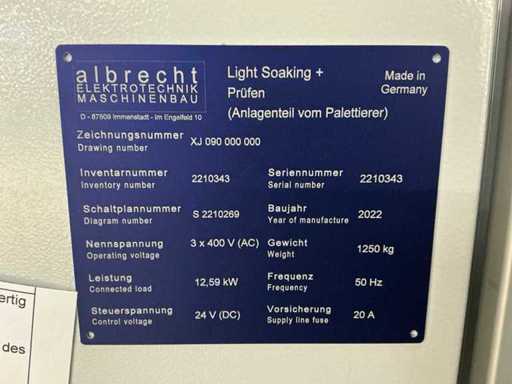 albrecht
ELEKTROTECHNIK
MASCHINENBAU
D - 87509 Immenstadt - Im Engelfeld 10
Light Soaking +
Prüfen
(Anlagenteil vom Palettierer)
Made in
Germany
Zeichnungsnummer
Drawing number
XJ 090 000 000
Inventarnummer
Inventory number
2210343
Seriennummer
Serial number
2210343
Schaltplannummer
Diagram number
S 2210269
Baujahr
Year of manufacture
2022
Nennspannung
Operating voltage
3 x 400 V (AC)
Gewicht
Weight
1250 kg
Leistung
Connected load
12,59 kW
Frequenz
Frequency
50 Hz
Steuerspannung
Control voltage
24 V (DC)
Vorsicherung
Supply line fuse
20 A
ertig
des